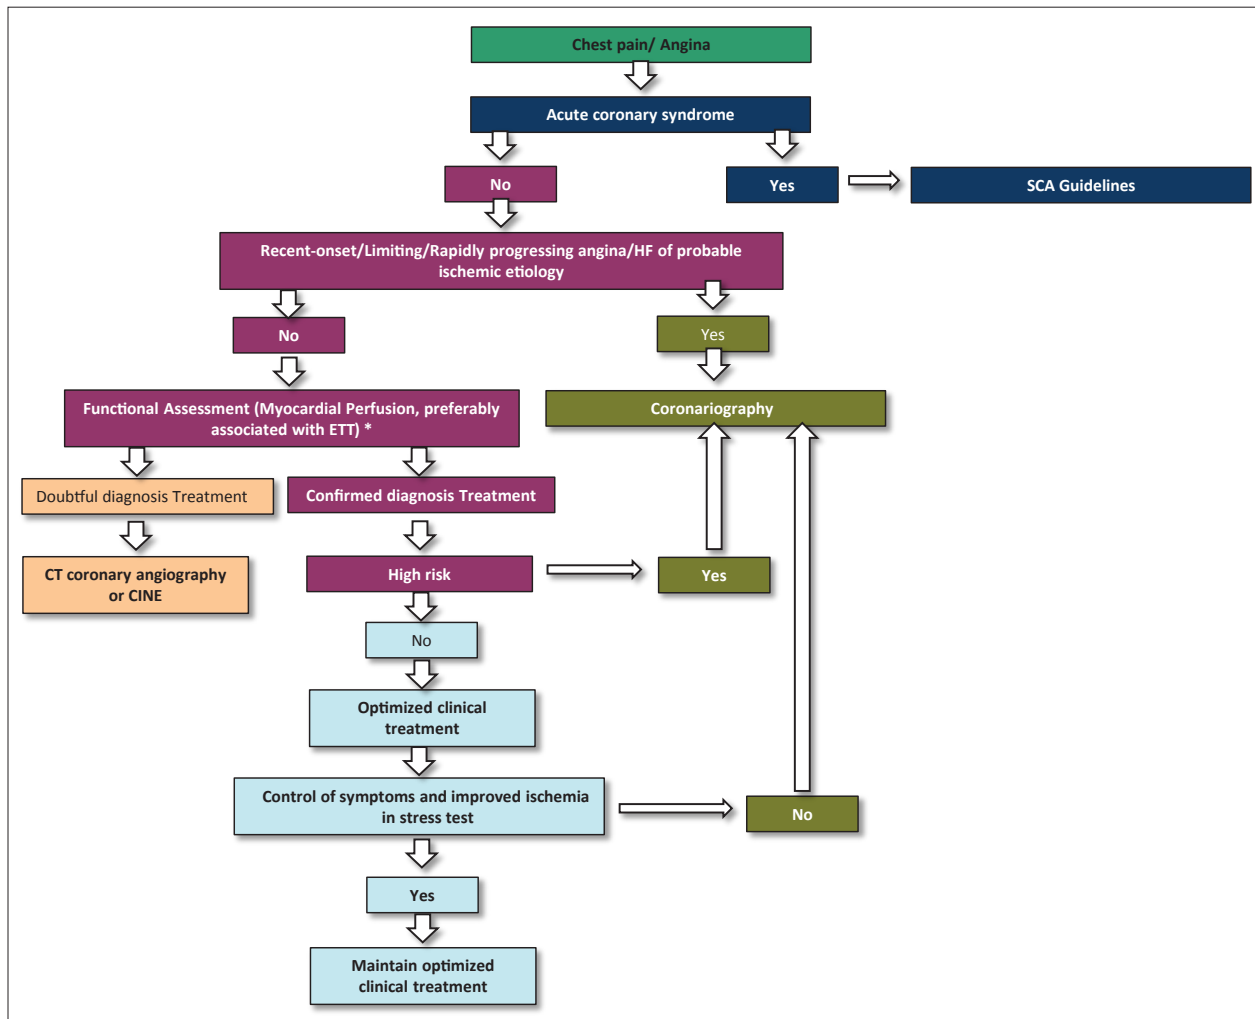 Chest pain/ Angina
Acute coronary syndrome
No
Yes
SCA Guidelines
Recent-onset/Limiting/Rapidly progressing angina/HF of probable
ischemic etiology
No
Yes
Functional Assessment (Myocardial Perfusion, preferably
associated with ETT) *
Coronariography
Doubtful diagnosis Treatment
Confirmed diagnosis Treatment
CT coronary angiography
or CINE
High risk
Yes
No
Optimized clinical
treatment
Control of symptoms and improved ischemia
in stress test
No
Yes
Maintain optimized
clinical treatment